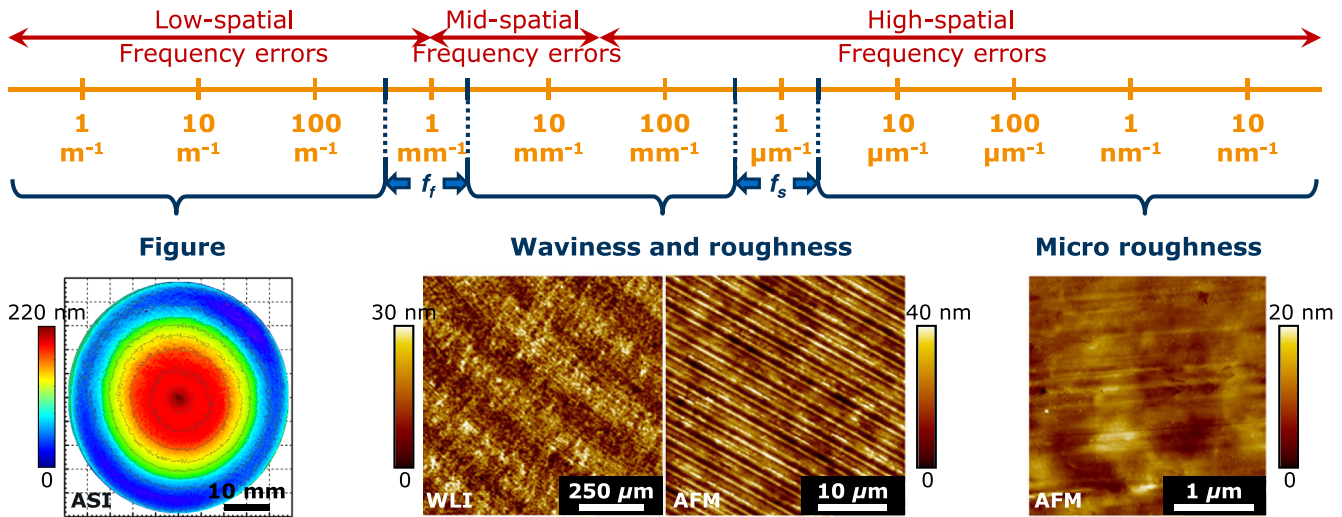 Low-spatial
Frequency errors
Mid-spatial
Frequency errors
High-spatial
Frequency errors
1 10 100 1 10 100 1 10 100 1 10
m⁻¹ m⁻¹ m⁻¹ mm⁻¹ mm⁻¹ mm⁻¹ µm⁻¹ µm⁻¹ µm⁻¹ nm⁻¹ nm⁻¹
f_f
f_s
Figure
Waviness and roughness
Micro roughness
220 nm
0
ASI
10 mm
30 nm
0
WLI
250 µm
AFM
10 µm
40 nm
0
AFM
1 µm
20 nm
0